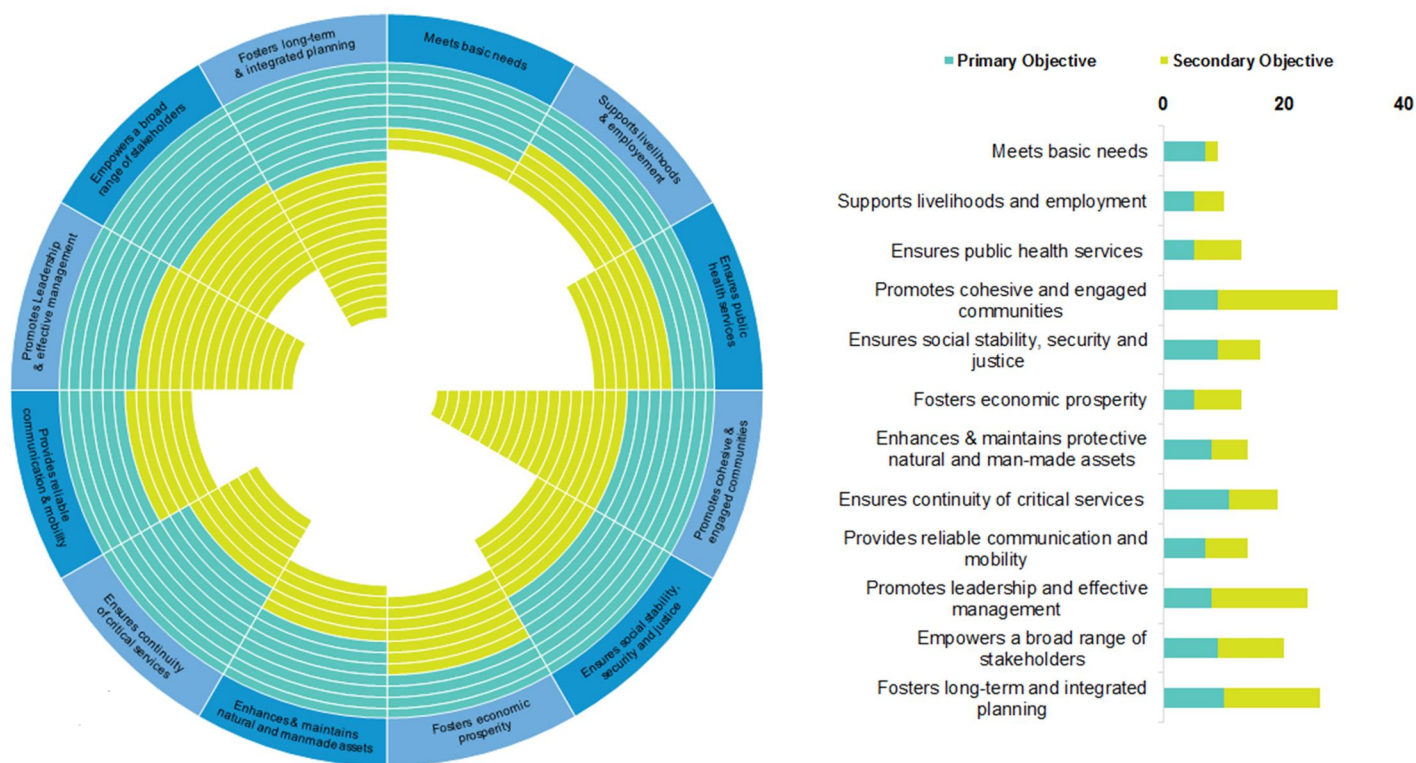 Meets basic needs
Supports livelihoods
& employement
Ensures public
health services
Promotes cohesive &
engaged communities
Ensures social stability,
security and justice
Fosters economic
prosperity
Enhances & maintains
natural and manmade assets
Ensures continuity
of critical services
Provides reliable
communication & mobility
Promotes Leadership
& effective management
Empowers a broad
range of stakeholders
Fosters long-term
& integrated planning
Primary Objective
Secondary Objective
0 20 40
Meets basic needs
Supports livelihoods and employment
Ensures public health services
Promotes cohesive and engaged
communities
Ensures social stability, security and
justice
Fosters economic prosperity
Enhances & maintains protective
natural and man-made assets
Ensures continuity of critical services
Provides reliable communication and
mobility
Promotes leadership and effective
management
Empowers a broad range of
stakeholders
Fosters long-term and integrated
planning